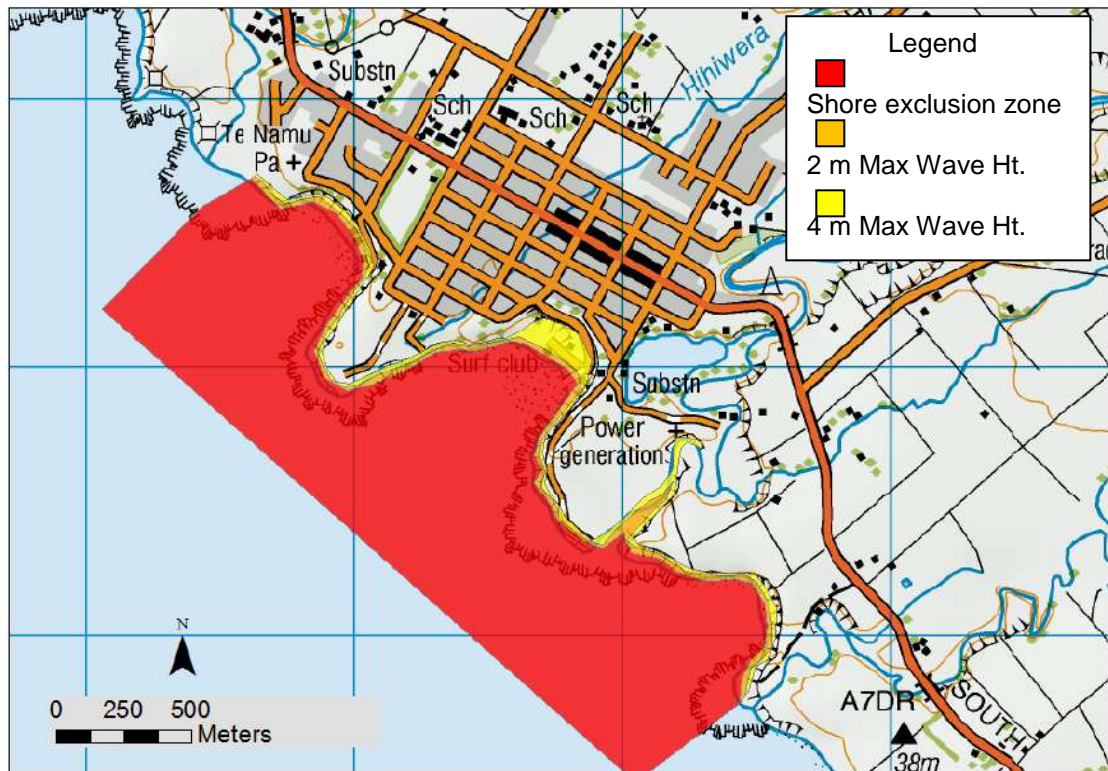 Legend
Shore exclusion zone
2 m Max Wave Ht.
4 m Max Wave Ht.
Hihiwera
Substn
Sch
Sch
Sch
Te Namu
Pa
Surf club
Substn
Power
generation
N
0 250 500
Meters
A7DR
38m
SOUTH